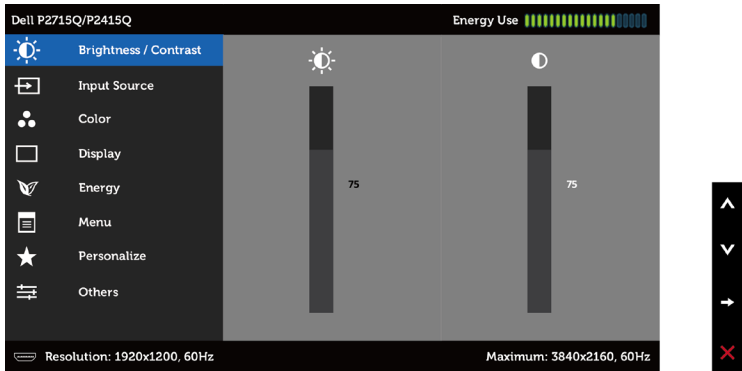 Dell P2715Q/P2415Q
Energy Use
Brightness / Contrast
Input Source
Color
Display
Energy
Menu
Personalize
Others
75
75
Resolution: 1920x1200, 60Hz
Maximum: 3840x2160, 60Hz